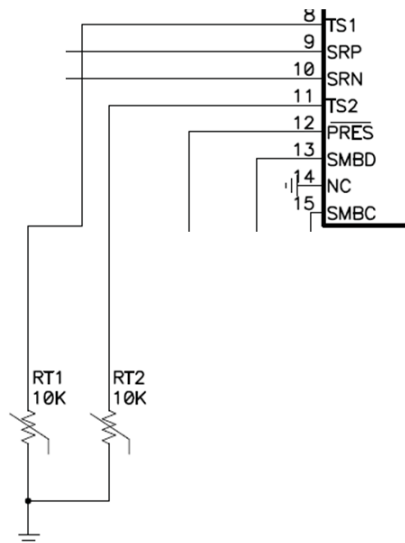 8 TS1
9 SRP
10 SRN
11 TS2
12 PRES
13 SMBD
14 NC
15 SMBC
RT1 RT2
10K 10K